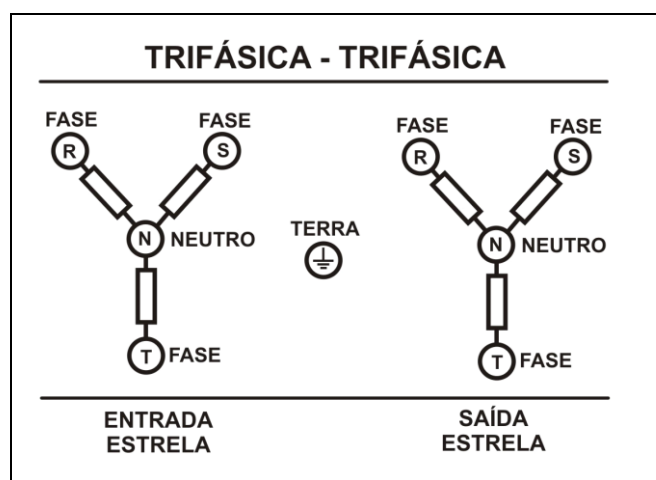 TRIFÁSICA - TRIFÁSICA
FASE FASE
R S
N NEUTRO
T FASE
TERRA
FASE FASE
R S
N NEUTRO
T FASE
ENTRADA
ESTRELA
SAÍDA
ESTRELA